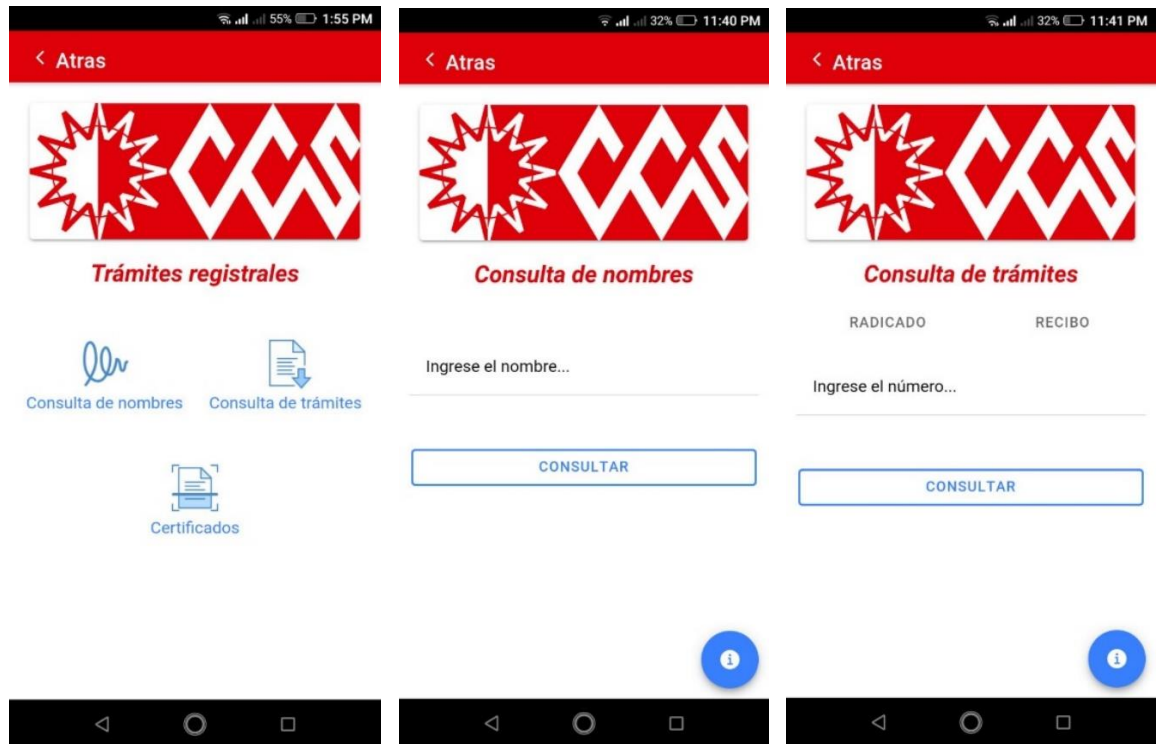 55% 1:55 PM
Atras
CCS
Trámites registrales
Consulta de nombres
Consulta de trámites
Certificados
32% 11:40 PM
Atras
CCS
Consulta de nombres
Ingrese el nombre...
CONSULTAR
32% 11:41 PM
Atras
CCS
Consulta de trámites
RADICADO
RECIBO
Ingrese el número...
CONSULTAR